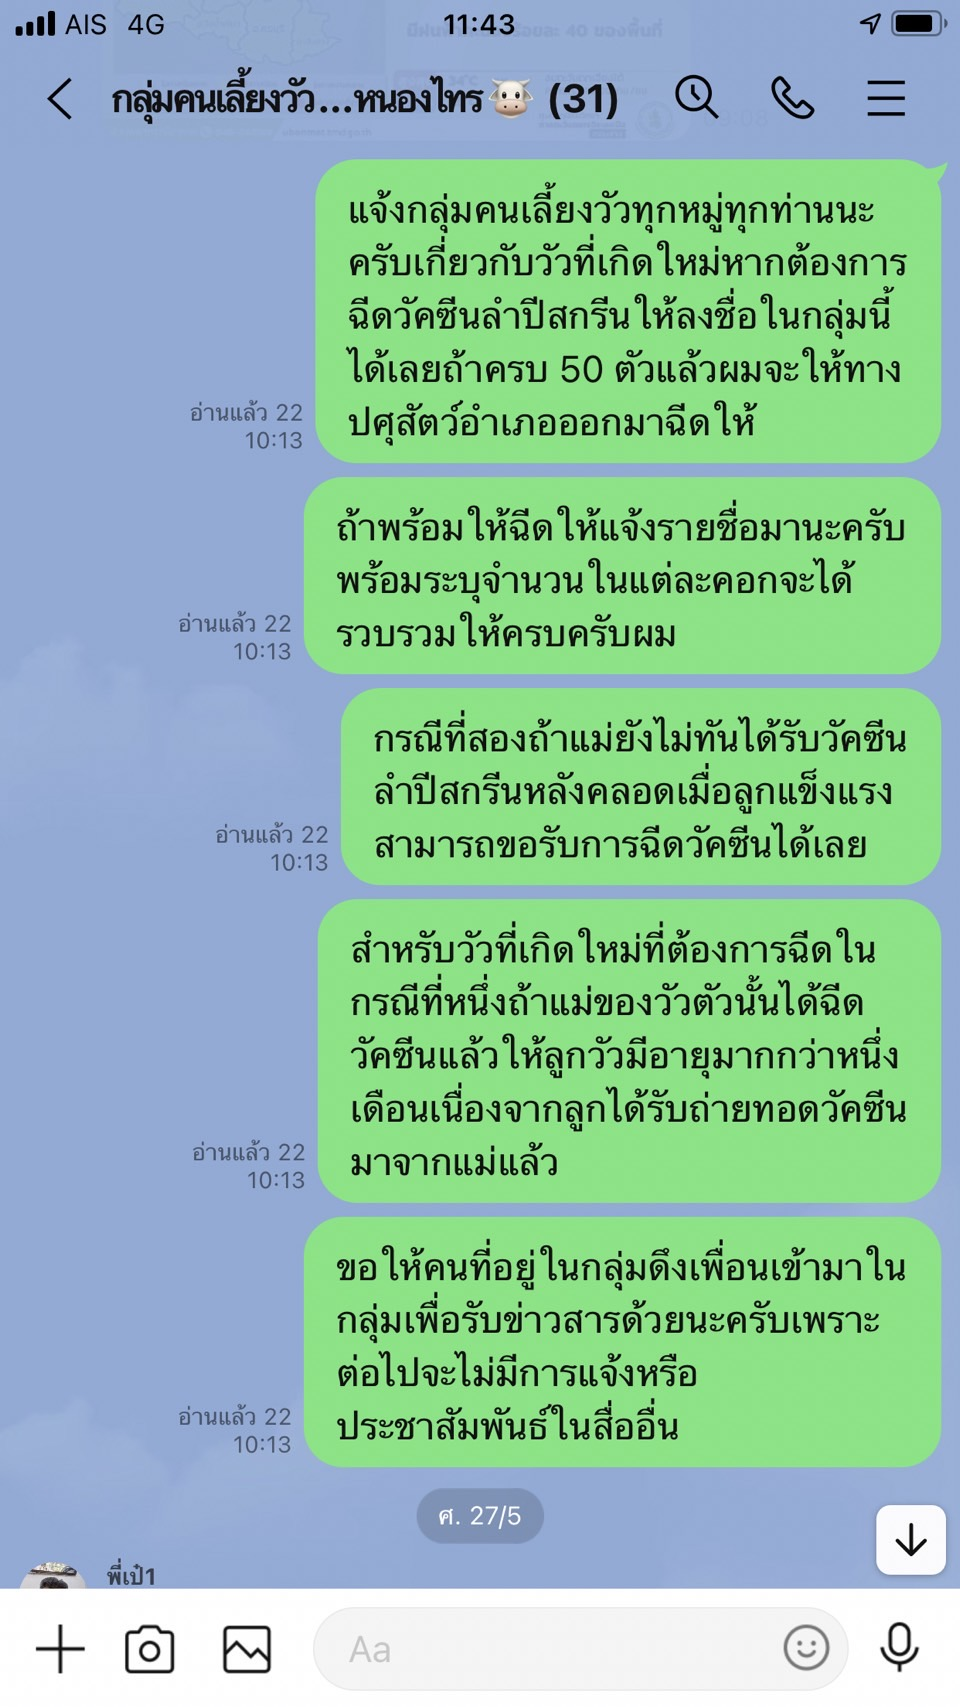 AIS 4G 11:43
มีฝนฟ้าคะนองร้อยละ 40 ของพื้นที่
กลุ่มคนเลี้ยงวัว...หนองไทร🐮 (31)
แจ้งกลุ่มคนเลี้ยงวัวทุกหมู่ทุกท่านนะ
ครับเกี่ยวกับวัวที่เกิดใหม่หากต้องการ
ฉีดวัคซีนลำปีสกรีนให้ลงชื่อในกลุ่มนี้
ได้เลยถ้าครบ 50 ตัวแล้วผมจะให้ทาง
ปศุสัตว์อำเภอออกมาฉีดให้
อ่านแล้ว 22
10:13
ถ้าพร้อมให้ฉีดให้แจ้งรายชื่อมานะครับ
พร้อมระบุจำนวนในแต่ละคอกจะได้
รวบรวมให้ครบครับผม
อ่านแล้ว 22
10:13
กรณีที่สองถ้าแม่ยังไม่ทันได้รับวัคซีน
ลำปีสกรีนหลังคลอดเมื่อลูกแข็งแรง
สามารถขอรับการฉีดวัคซีนได้เลย
อ่านแล้ว 22
10:13
สำหรับวัวที่เกิดใหม่ที่ต้องการฉีดใน
กรณีที่หนึ่งถ้าแม่ของวัวตัวนั้นได้ฉีด
วัคซีนแล้วให้ลูกวัวมีอายุมากกว่าหนึ่ง
เดือนเนื่องจากลูกได้รับถ่ายทอดวัคซีน
มาจากแม่แล้ว
อ่านแล้ว 22
10:13
ขอให้คนที่อยู่ในกลุ่มดึงเพื่อนเข้ามาใน
กลุ่มเพื่อรับข่าวสารด้วยนะครับเพราะ
ต่อไปจะไม่มีการแจ้งหรือ
ประชาสัมพันธ์ในสื่ออื่น
อ่านแล้ว 22
10:13
ศ. 27/5
พี่เป๋1
Aa